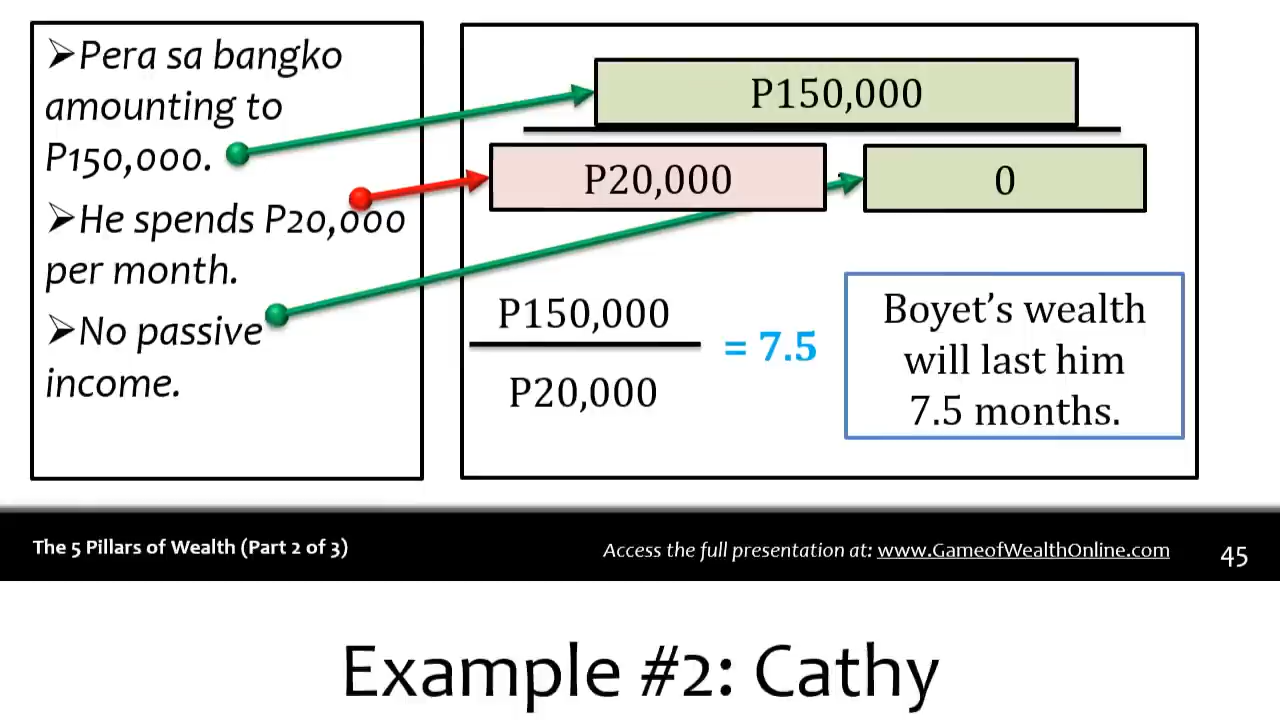 ➢Pera sa bangko
amounting to
P150,000.
➢He spends P20,000
per month.
➢No passive
income.
P150,000
P20,000
0
P150,000
P20,000
= 7.5
Boyet’s wealth
will last him
7.5 months.
The 5 Pillars of Wealth (Part 2 of 3)
Access the full presentation at: www.GameofWealthOnline.com
45
Example #2: Cathy